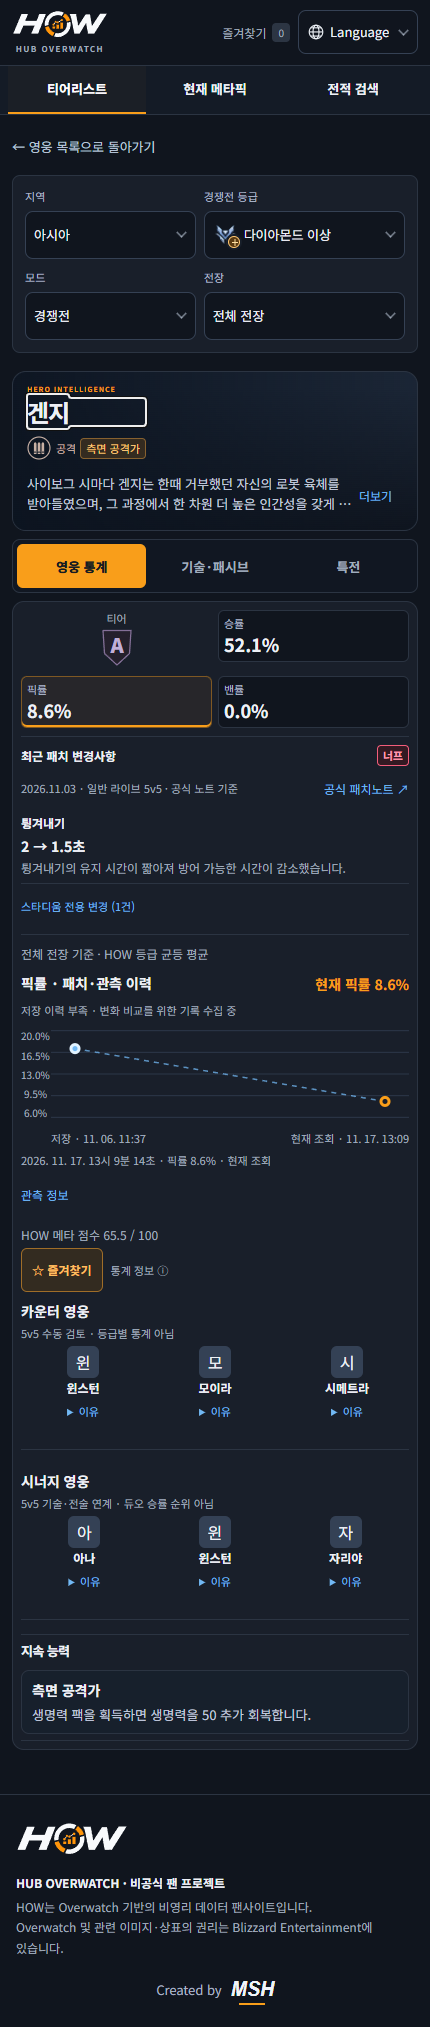 HOW
HUB OVERWATCH
즐겨찾기 0
Language
티어리스트 현재 메타픽 전적 검색
← 영웅 목록으로 돌아가기
지역 경쟁전 등급
아시아 다이아몬드 이상
모드 전장
경쟁전 전체 전장
HERO INTELLIGENCE
겐지
공격 측면 공격가
사이보그 시마다 겐지는 한때 거부했던 자신의 로봇 육체를
받아들였으며, 그 과정에서 한 차원 더 높은 인간성을 갖게 … 더보기
영웅 통계 기술·패시브 특전
티어
A
승률
52.1%
픽률
8.6%
밴률
0.0%
최근 패치 변경사항 너프
2026.11.03 · 일반 라이브 5v5 · 공식 노트 기준 공식 패치노트 ↗
튕겨내기
2 → 1.5초
튕겨내기의 유지 시간이 짧아져 방어 가능한 시간이 감소했습니다.
스타디움 전용 변경 (1건)
전체 전장 기준 · HOW 등급 균등 평균
픽률 · 패치·관측 이력 현재 픽률 8.6%
저장 이력 부족 · 변화 비교를 위한 기록 수집 중
20.0%
16.5%
13.0%
9.5%
6.0%
저장 · 11. 06. 11:37 현재 조회 · 11. 17. 13:09
2026. 11. 17. 13시 9분 14초 · 픽률 8.6% · 현재 조회
관측 정보
HOW 메타 점수 65.5 / 100
☆ 즐겨찾기 통계 정보 ⓘ
카운터 영웅
5v5 수동 검토 · 등급별 통계 아님
윈 모 시
윈스턴 모이라 시메트라
▶ 이유 ▶ 이유 ▶ 이유
시너지 영웅
5v5 기술·전술 연계 · 듀오 승률 순위 아님
아 윈 자
아나 윈스턴 자리야
▶ 이유 ▶ 이유 ▶ 이유
지속 능력
측면 공격가
생명력 팩을 획득하면 생명력을 50 추가 회복합니다.
HOW
HUB OVERWATCH · 비공식 팬 프로젝트
HOW는 Overwatch 기반의 비영리 데이터 팬사이트입니다.
Overwatch 및 관련 이미지·상표의 권리는 Blizzard Entertainment에
있습니다.
Created by MSH